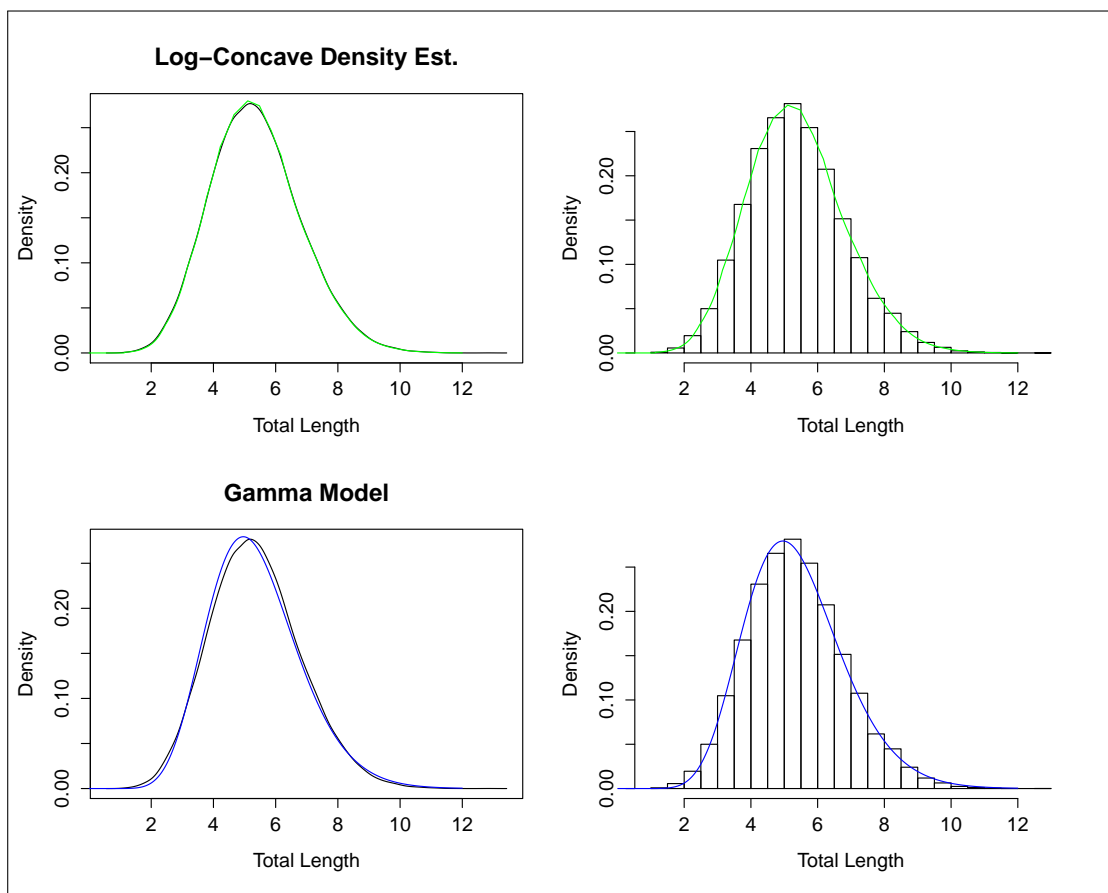 Log−Concave Density Est.
Density
0.00 0.10 0.20
2 4 6 8 10 12
Total Length
Density
0.00 0.10 0.20
2 4 6 8 10 12
Total Length
Gamma Model
Density
0.00 0.10 0.20
2 4 6 8 10 12
Total Length
Density
0.00 0.10 0.20
2 4 6 8 10 12
Total Length